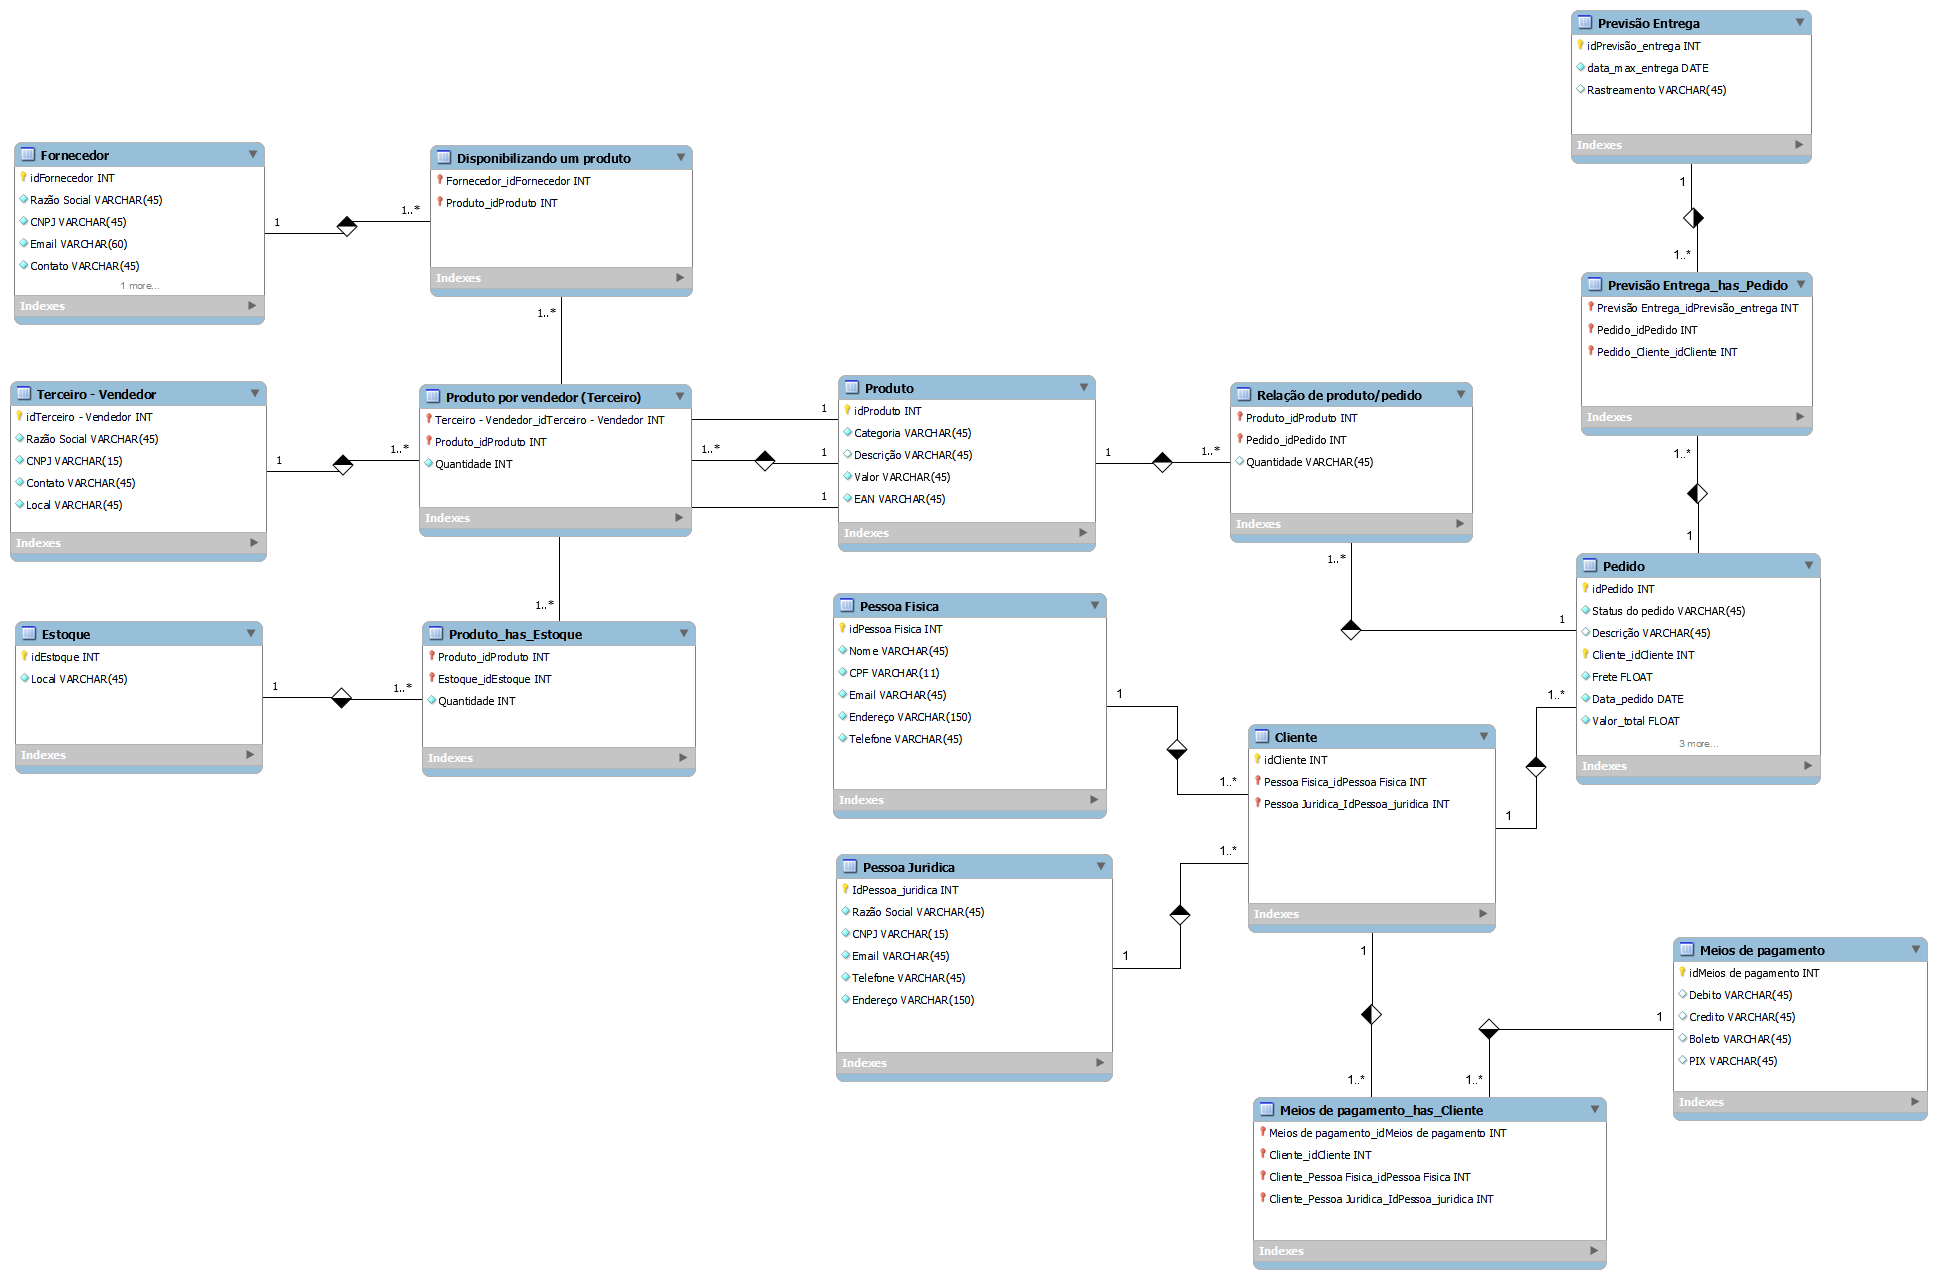 Previsão Entrega
idPrevisão_entrega INT
data_max_entrega DATE
Rastreamento VARCHAR(45)
Indexes
Fornecedor
idFornecedor INT
Razão Social VARCHAR(45)
CNPJ VARCHAR(45)
Email VARCHAR(60)
Contato VARCHAR(45)
1 more...
Indexes
1
1..*
Disponibilizando um produto
Fornecedor_idFornecedor INT
Produto_idProduto INT
Indexes
1..*
1
1..*
Previsão Entrega_has_Pedido
Previsão Entrega_idPrevisão_entrega INT
Pedido_idPedido INT
Pedido_Cliente_idCliente INT
Indexes
1..*
1
Terceiro - Vendedor
idTerceiro - Vendedor INT
Razão Social VARCHAR(45)
CNPJ VARCHAR(15)
Contato VARCHAR(45)
Local VARCHAR(45)
Indexes
1
1..*
Produto por vendedor (Terceiro)
Terceiro - Vendedor_idTerceiro - Vendedor INT
Produto_idProduto INT
Quantidade INT
Indexes
1
1..*
1
1
1..*
Produto
idProduto INT
Categoria VARCHAR(45)
Descrição VARCHAR(45)
Valor VARCHAR(45)
EAN VARCHAR(45)
Indexes
1
1..*
Relação de produto/pedido
Produto_idProduto INT
Pedido_idPedido INT
Quantidade VARCHAR(45)
Indexes
1..*
1
Pedido
idPedido INT
Status do pedido VARCHAR(45)
Descrição VARCHAR(45)
Cliente_idCliente INT
Frete FLOAT
Data_pedido DATE
Valor_total FLOAT
3 more...
Indexes
Estoque
idEstoque INT
Local VARCHAR(45)
Indexes
1
1..*
Produto_has_Estoque
Produto_idProduto INT
Estoque_idEstoque INT
Quantidade INT
Indexes
Pessoa Fisica
idPessoa Fisica INT
Nome VARCHAR(45)
CPF VARCHAR(11)
Email VARCHAR(45)
Endereço VARCHAR(150)
Telefone VARCHAR(45)
Indexes
1
1..*
Cliente
idCliente INT
Pessoa Fisica_idPessoa Fisica INT
Pessoa Juridica_IdPessoa_juridica INT
Indexes
1..*
1
Pessoa Juridica
IdPessoa_juridica INT
Razão Social VARCHAR(45)
CNPJ VARCHAR(15)
Email VARCHAR(45)
Telefone VARCHAR(45)
Endereço VARCHAR(150)
Indexes
1
1..*
1
1..*
Meios de pagamento
idMeios de pagamento INT
Debito VARCHAR(45)
Credito VARCHAR(45)
Boleto VARCHAR(45)
PIX VARCHAR(45)
Indexes
1
1..*
Meios de pagamento_has_Cliente
Meios de pagamento_idMeios de pagamento INT
Cliente_idCliente INT
Cliente_Pessoa Fisica_idPessoa Fisica INT
Cliente_Pessoa Juridica_IdPessoa_juridica INT
Indexes